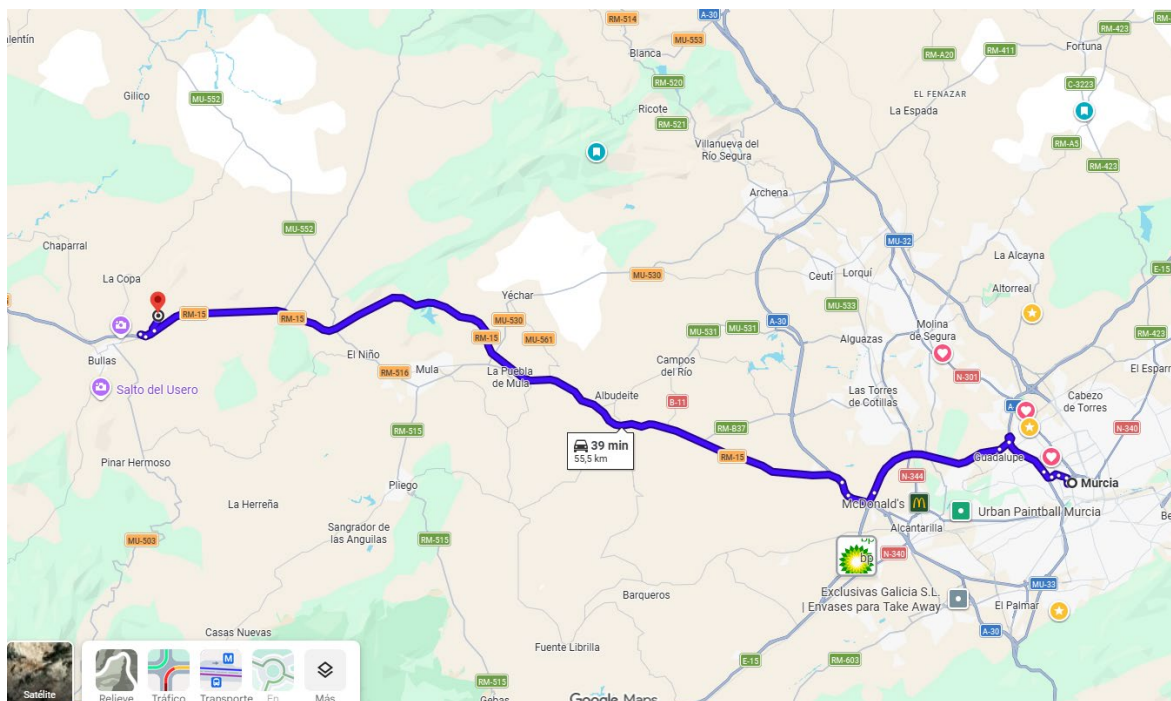 RM-514
A-30
RM-
Fortuna
RM-423
alentín
MU-553
Blanca
RM-A20
RM-411
Gilico
MU-552
RM-520
EL FENAZAR
C-3223
Ricote
La Espada
RM-521
Villanueva del
Río Segura
RM-A5
RM-423
Archena
MU-552
Chaparral
MU-32
La Alcayna
E-15
La Copa
MU-530
Ceutí
Lorquí
Yéchar
Altorreal
RM-15
MU-533
RM-15
MU-530
A-30
MU-531
MU-531
RM-423
RM-15
MU-561
Molina
de Segura
Alguazas
Bullas
El Niño
Campos
del Río
Mula
La Puebla
de Mula
RM-516
N-301
El Esparr
Salto del Usero
Albudeite
Las Torres
de Cotillas
Cabezo
de Torres
B-11
A-
RM-515
RM-B37
N-340
39 min
55,5 km
RM-15
Guadalupe
Pinar Hermoso
N-344
Murcia
Pliego
La Herreña
McDonald's
Urban Paintball Murcia
Be
Sangrador de
las Anguilas
Alcantarilla
MU-503
RM-515
bp
N-340
MU-33
Barqueros
Exclusivas Galicia S.L.
| Envases para Take Away
El Palmar
Casas Nuevas
A-30
Fuente Librilla
E-15
RM-603
M
RM-515
Satélite
Relieve
Tráfico
Transporte
En
Más
Gebas
Google Maps